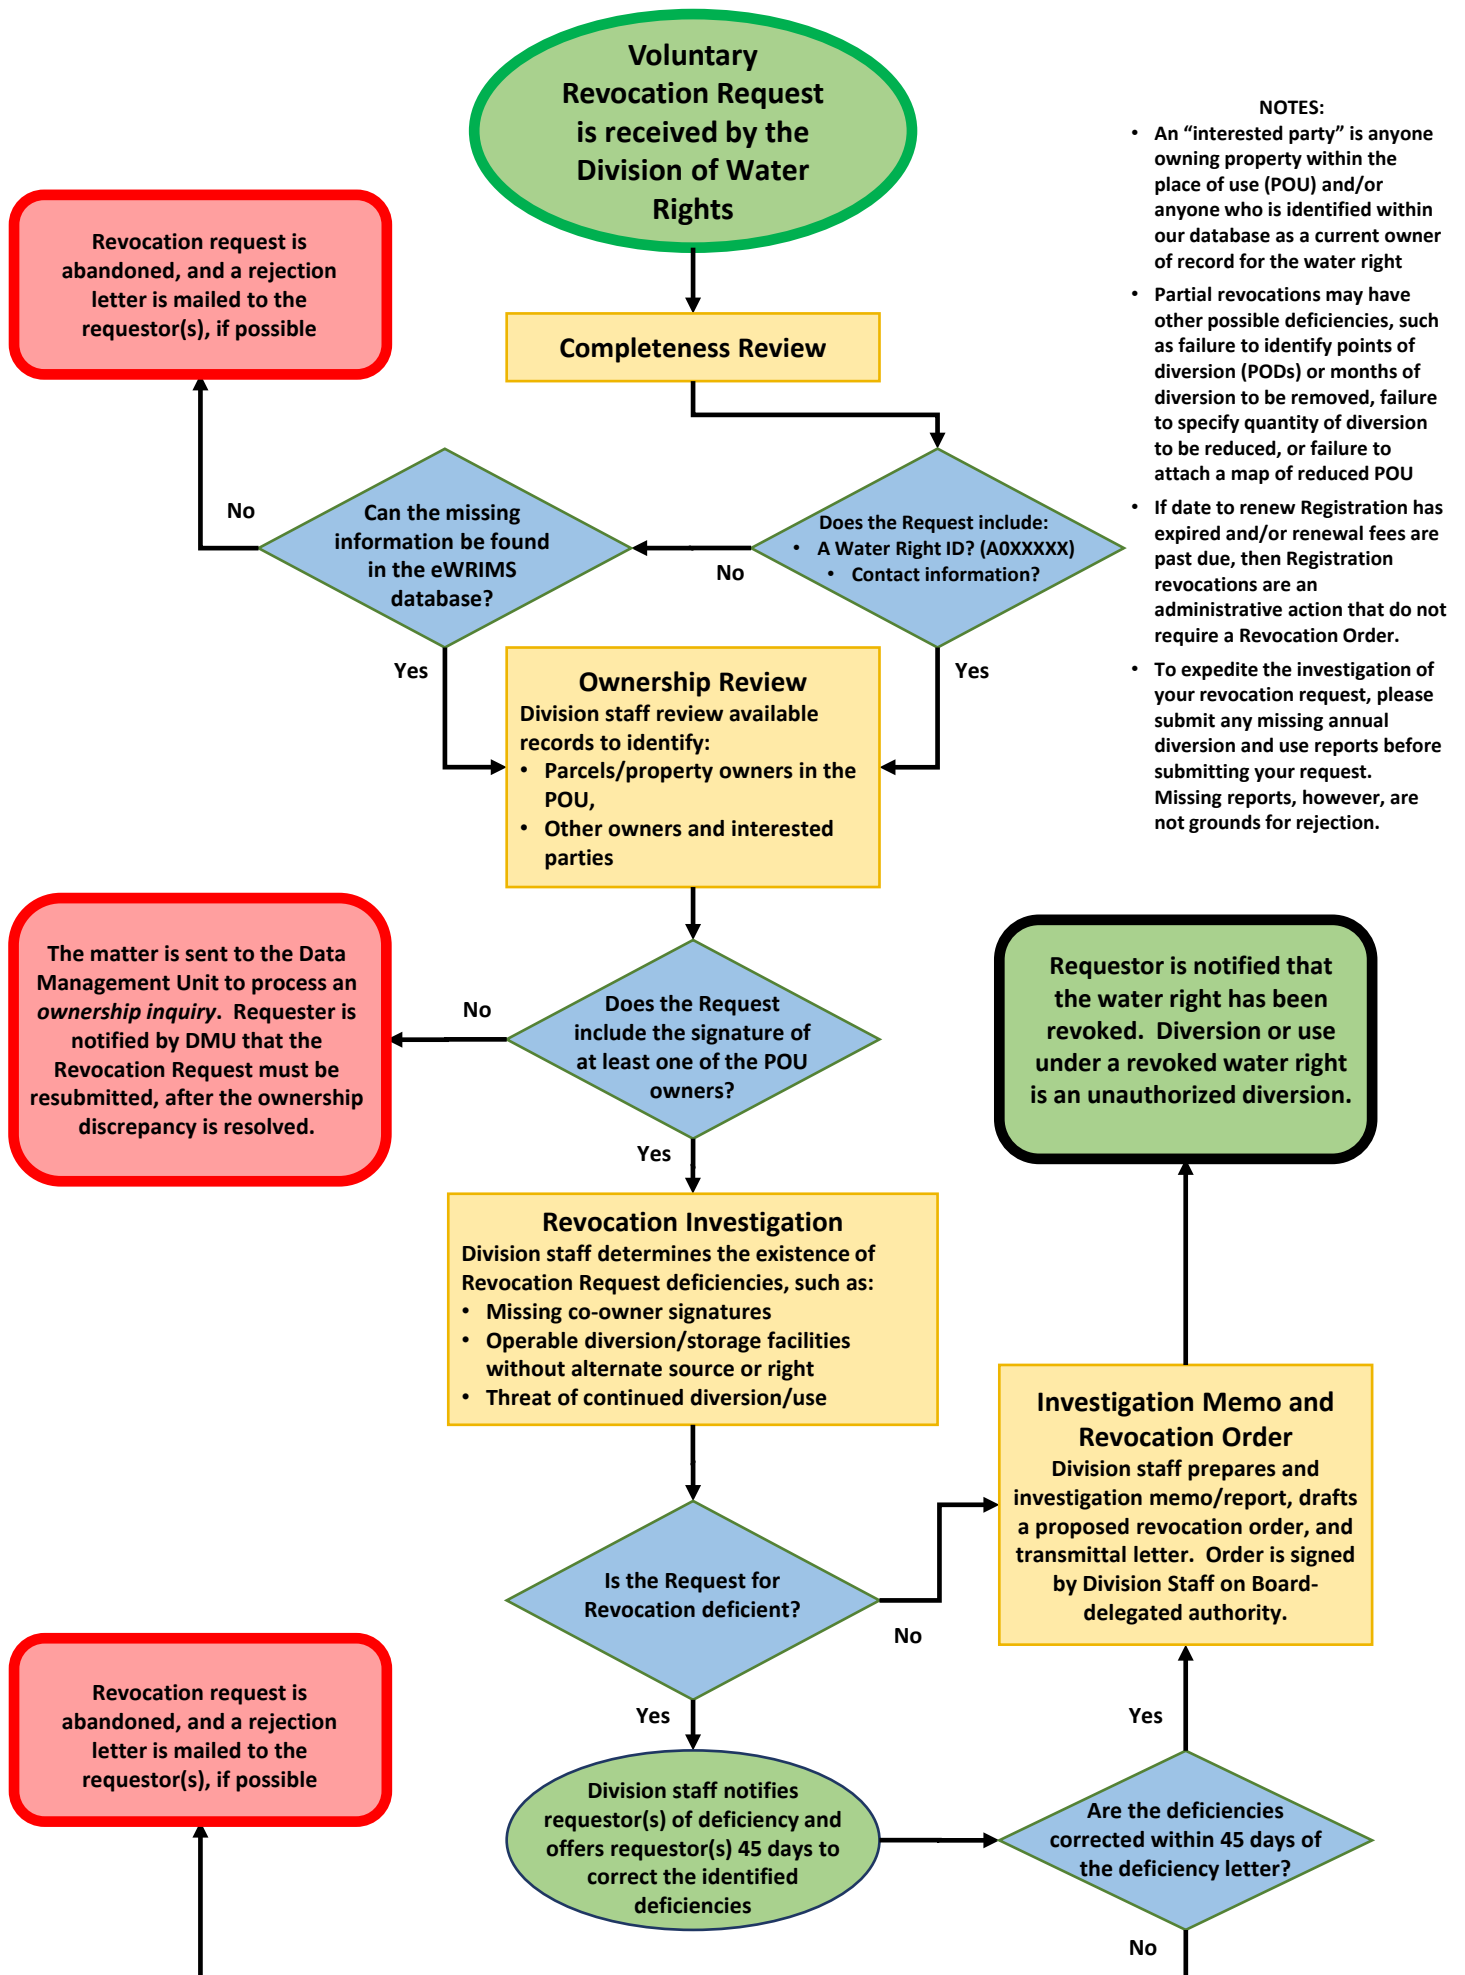 Voluntary
Revocation Request
is received by the
Division of Water
Rights
NOTES:
• An “interested party” is anyone
owning property within the
place of use (POU) and/or
anyone who is identified within
our database as a current owner
of record for the water right
• Partial revocations may have
other possible deficiencies, such
as failure to identify points of
diversion (PODs) or months of
diversion to be removed, failure
to specify quantity of diversion
to be reduced, or failure to
attach a map of reduced POU
• If date to renew Registration has
expired and/or renewal fees are
past due, then Registration
revocations are an
administrative action that do not
require a Revocation Order.
• To expedite the investigation of
your revocation request, please
submit any missing annual
diversion and use reports before
submitting your request.
Missing reports, however, are
not grounds for rejection.
Revocation request is
abandoned, and a rejection
letter is mailed to the
requestor(s), if possible
Completeness Review
No
Can the missing
information be found
in the eWRIMS
database?
No
Does the Request include:
• A Water Right ID? (A0XXXXX)
• Contact information?
Yes
Yes
Ownership Review
Division staff review available
records to identify:
• Parcels/property owners in the
POU,
• Other owners and interested
parties
The matter is sent to the Data
Management Unit to process an
ownership inquiry. Requester is
notified by DMU that the
Revocation Request must be
resubmitted, after the ownership
discrepancy is resolved.
No
Does the Request
include the signature of
at least one of the POU
owners?
Yes
Requestor is notified that
the water right has been
revoked. Diversion or use
under a revoked water right
is an unauthorized diversion.
Revocation Investigation
Division staff determines the existence of
Revocation Request deficiencies, such as:
• Missing co-owner signatures
• Operable diversion/storage facilities
without alternate source or right
• Threat of continued diversion/use
Investigation Memo and
Revocation Order
Division staff prepares and
investigation memo/report, drafts
a proposed revocation order, and
transmittal letter. Order is signed
by Division Staff on Board-
delegated authority.
Is the Request for
Revocation deficient?
No
Yes
Yes
Revocation request is
abandoned, and a rejection
letter is mailed to the
requestor(s), if possible
Division staff notifies
requestor(s) of deficiency and
offers requestor(s) 45 days to
correct the identified
deficiencies
Are the deficiencies
corrected within 45 days of
the deficiency letter?
No